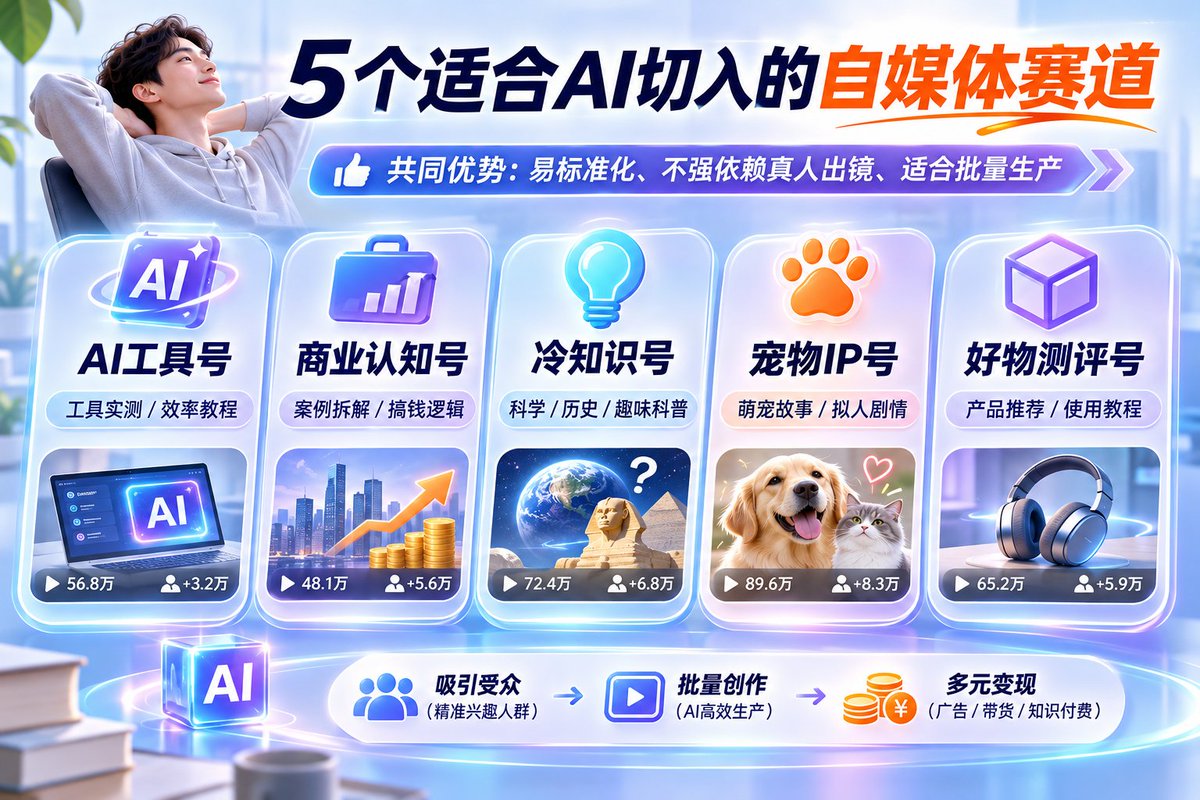 5个适合AI切入的自媒体赛道
共同优势：易标准化、不强依赖真人出镜、适合批量生产
AI
AI工具号
工具实测 / 效率教程
AI
56.8万 +3.2万
商业认知号
案例拆解 / 搞钱逻辑
48.1万 +5.6万
冷知识号
科学 / 历史 / 趣味科普
?
72.4万 +6.8万
宠物IP号
萌宠故事 / 拟人剧情
89.6万 +8.3万
好物测评号
产品推荐 / 使用教程
65.2万 +5.9万
AI
吸引受众
（精准兴趣人群）
批量创作
（AI高效生产）
¥
多元变现
（广告 / 带货 / 知识付费）